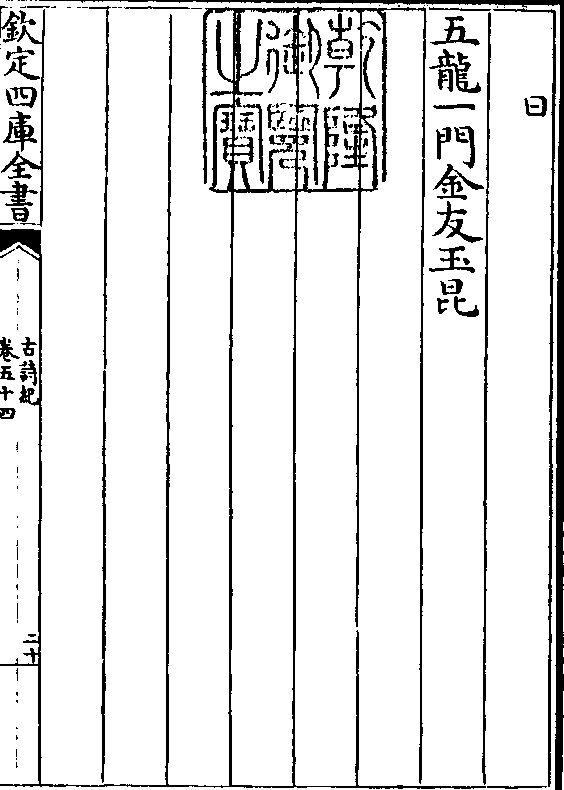 曰
五龍一門金友玉昆
乾隆御覽之寶
欽定四庫全書
古詩紀
卷五十四
二十